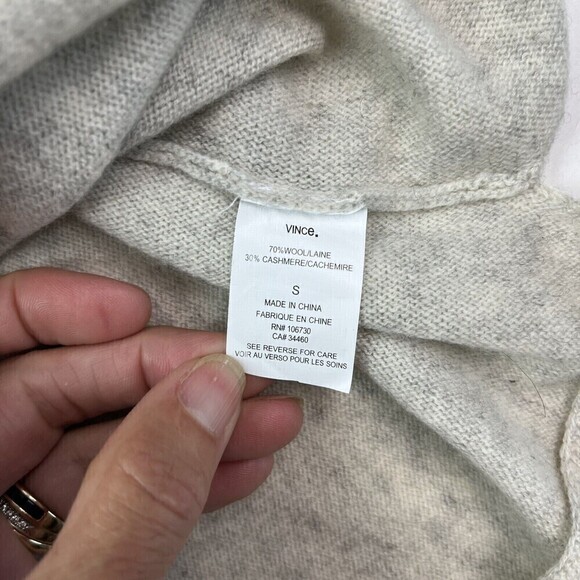 VINCe.
70%WOOL/LAINE
30% CASHMERE/CACHEMIRE
S
MADE IN CHINA
FABRIQUE EN CHINE
RN# 106730
CA# 34460
SEE REVERSE FOR CARE
VOIR AU VERSO POUR LES SOINS